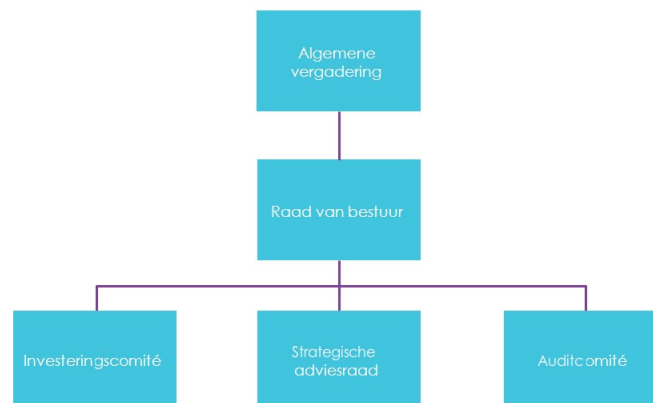 Algemene
vergadering
Raad van bestuur
Investeringscomité
Strategische
adviesraad
Auditcomité